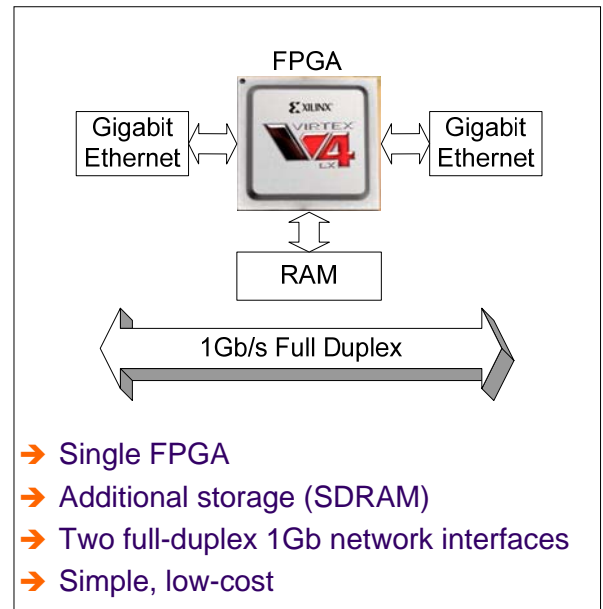 FPGA
XILINX
VIRTEX
4
LX
Gigabit
Ethernet
Gigabit
Ethernet
RAM
1Gb/s Full Duplex
Single FPGA
Additional storage (SDRAM)
Two full-duplex 1Gb network interfaces
Simple, low-cost